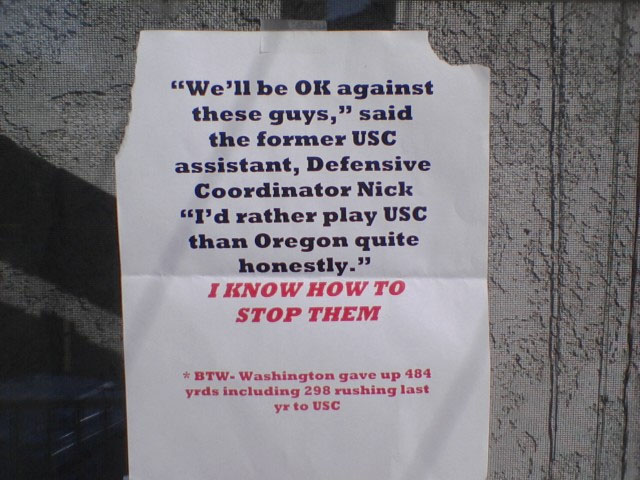 “We’ll be OK against
these guys,” said
the former USC
assistant, Defensive
Coordinator Nick
“I’d rather play USC
than Oregon quite
honestly.”
I KNOW HOW TO
STOP THEM
* BTW- Washington gave up 484
yrds including 298 rushing last
yr to USC